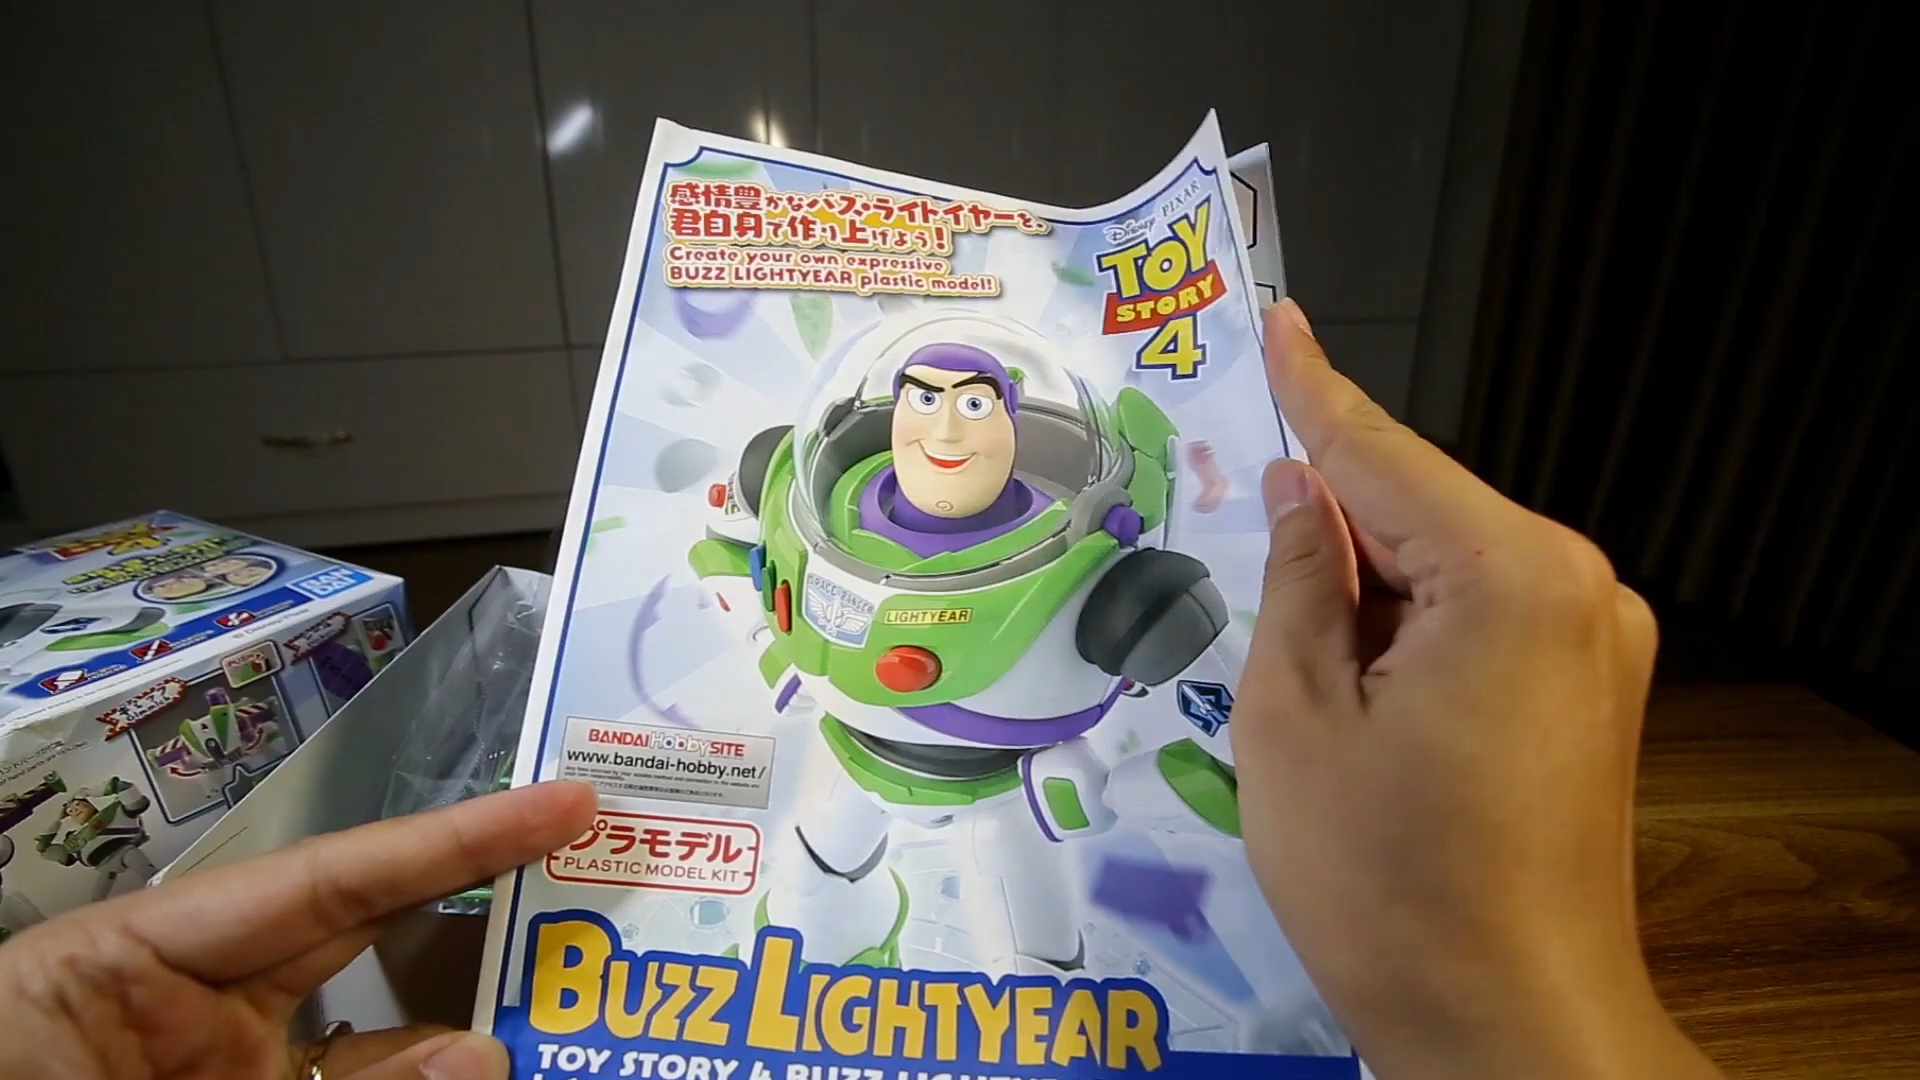 感情豊かなバズ・ライトイヤーを、
君自身で作り上げよう!
Create your own expressive
BUZZ LIGHTYEAR plastic model!
Disney PIXAR
TOY
STORY
4
SPACE RANGER
LIGHTYEAR
BANDAI Hobby SITE
www.bandai-hobby.net/
プラモデル
PLASTIC MODEL KIT
BUZZ LIGHTYEAR
TOY STORY 4 BUZZ
BAN
DAI
PUSH